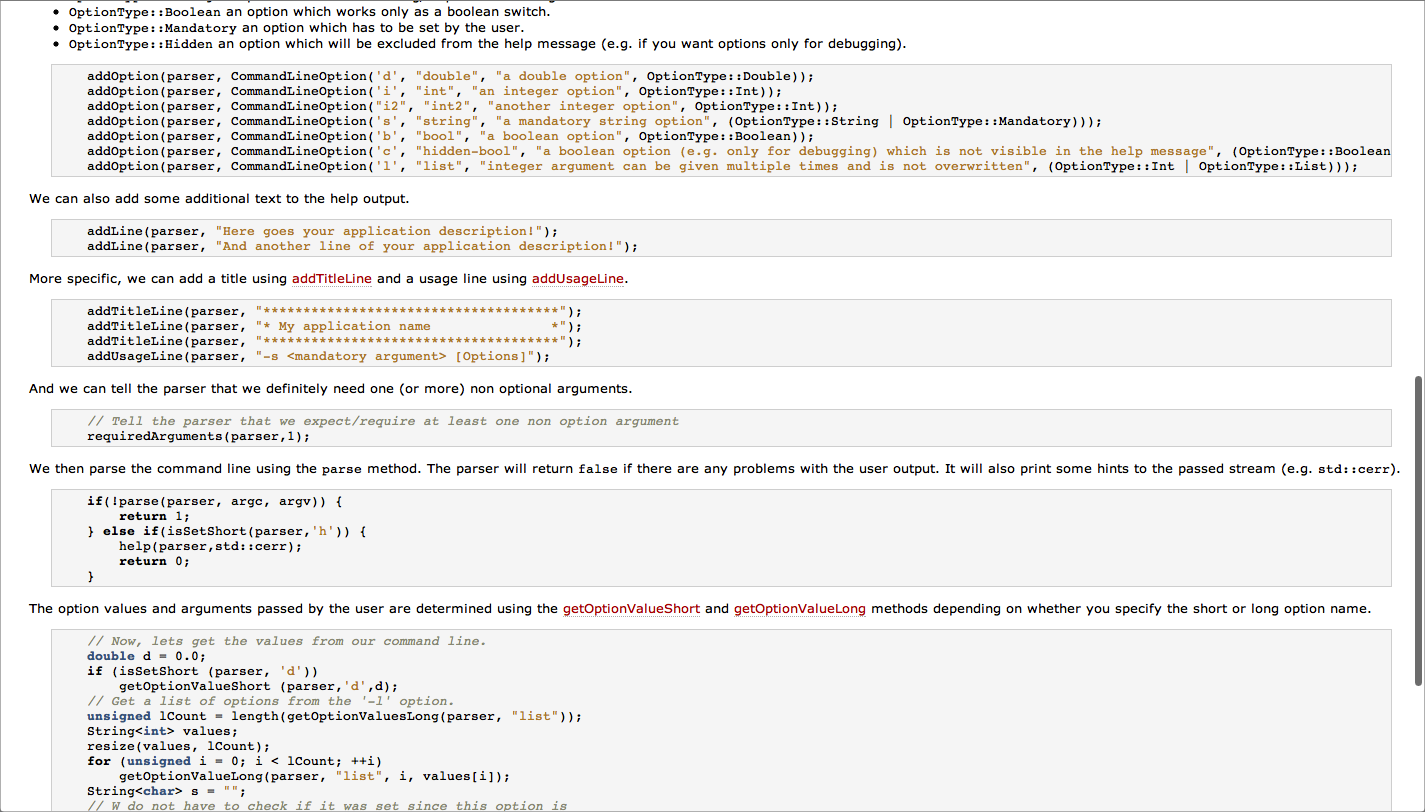 • OptionType::Boolean an option which works only as a boolean switch.
• OptionType::Mandatory an option which has to be set by the user.
• OptionType::Hidden an option which will be excluded from the help message (e.g. if you want options only for debugging).
addOption(parser, CommandLineOption('d', "double", "a double option", OptionType::Double));
addOption(parser, CommandLineOption('i', "int", "an integer option", OptionType::Int));
addOption(parser, CommandLineOption("i2", "int2", "another integer option", OptionType::Int));
addOption(parser, CommandLineOption('s', "string", "a mandatory string option", (OptionType::String | OptionType::Mandatory)));
addOption(parser, CommandLineOption('b', "bool", "a boolean option", OptionType::Boolean));
addOption(parser, CommandLineOption('c', "hidden-bool", "a boolean option (e.g. only for debugging) which is not visible in the help message", (OptionType::Boolean
addOption(parser, CommandLineOption('l', "list", "integer argument can be given multiple times and is not overwritten", (OptionType::Int | OptionType::List)));
We can also add some additional text to the help output.
addLine(parser, "Here goes your application description!");
addLine(parser, "And another line of your application description!");
More specific, we can add a title using addTitleLine and a usage line using addUsageLine.
addTitleLine(parser, "*************************************");
addTitleLine(parser, "* My application name               *");
addTitleLine(parser, "*************************************");
addUsageLine(parser, "-s <mandatory argument> [Options]");
And we can tell the parser that we definitely need one (or more) non optional arguments.
// Tell the parser that we expect/require at least one non option argument
requiredArguments(parser,1);
We then parse the command line using the parse method. The parser will return false if there are any problems with the user output. It will also print some hints to the passed stream (e.g. std::cerr).
if(!parse(parser, argc, argv)) {
return 1;
} else if(isSetShort(parser,'h')) {
help(parser,std::cerr);
return 0;
}
The option values and arguments passed by the user are determined using the getOptionValueShort and getOptionValueLong methods depending on whether you specify the short or long option name.
// Now, lets get the values from our command line.
double d = 0.0;
if (isSetShort (parser, 'd'))
getOptionValueShort (parser,'d',d);
// Get a list of options from the '-l' option.
unsigned lCount = length(getOptionValuesLong(parser, "list"));
String<int> values;
resize(values, lCount);
for (unsigned i = 0; i < lCount; ++i)
getOptionValueLong(parser, "list", i, values[i]);
String<char> s = "";
// W do not have to check if it was set since this option is